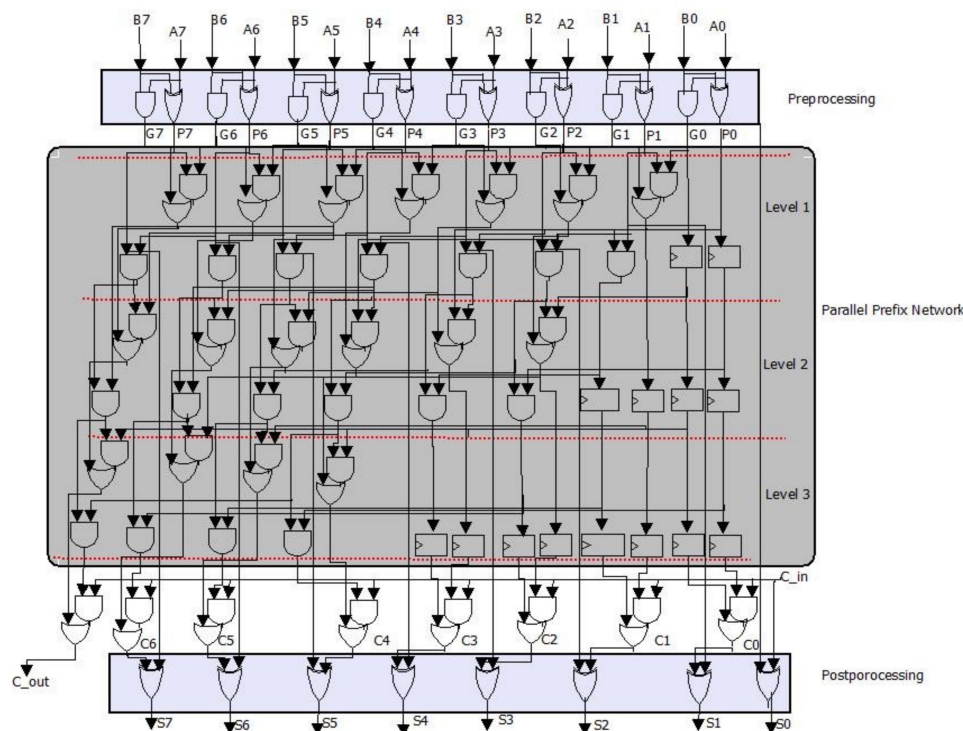 B7 A7 B6 A6 B5 A5 B4 A4 B3 A3 B2 A2 B1 A1 B0 A0
Preprocessing
G7 P7 G6 P6 G5 P5 G4 P4 G3 P3 G2 P2 G1 P1 G0 P0
Level 1
Parallel Prefix Network
Level 2
Level 3
C_in
C6 C5 C4 C3 C2 C1 C0
C_out
Postporocessing
S7 S6 S5 S4 S3 S2 S1 S0